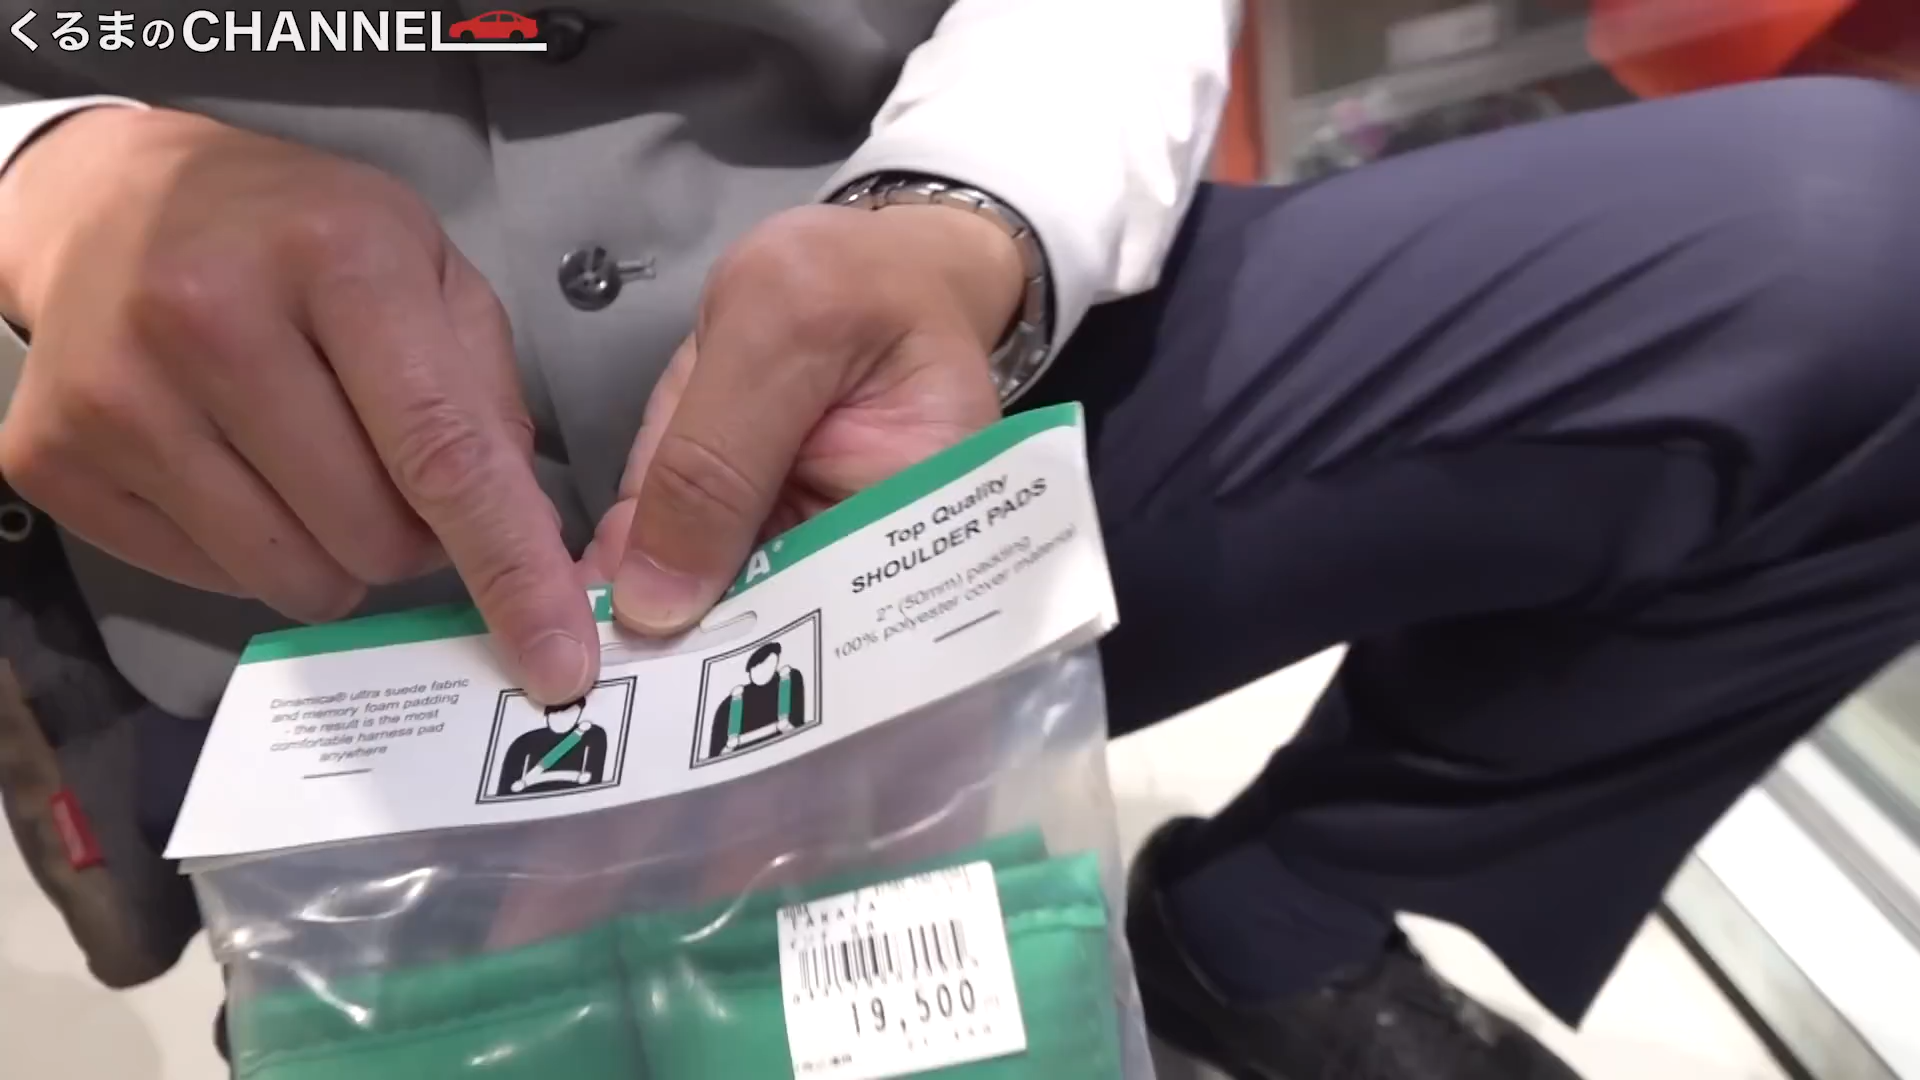 くるまのCHANNEL
Top Quality
SHOULDER PADS
2" (50mm) padding
100% polyester cover material
Dinamica® ultra suede fabric
and memory foam padding
- the result is the most
comfortable harness pad
anywhere
TAKATA
19,500